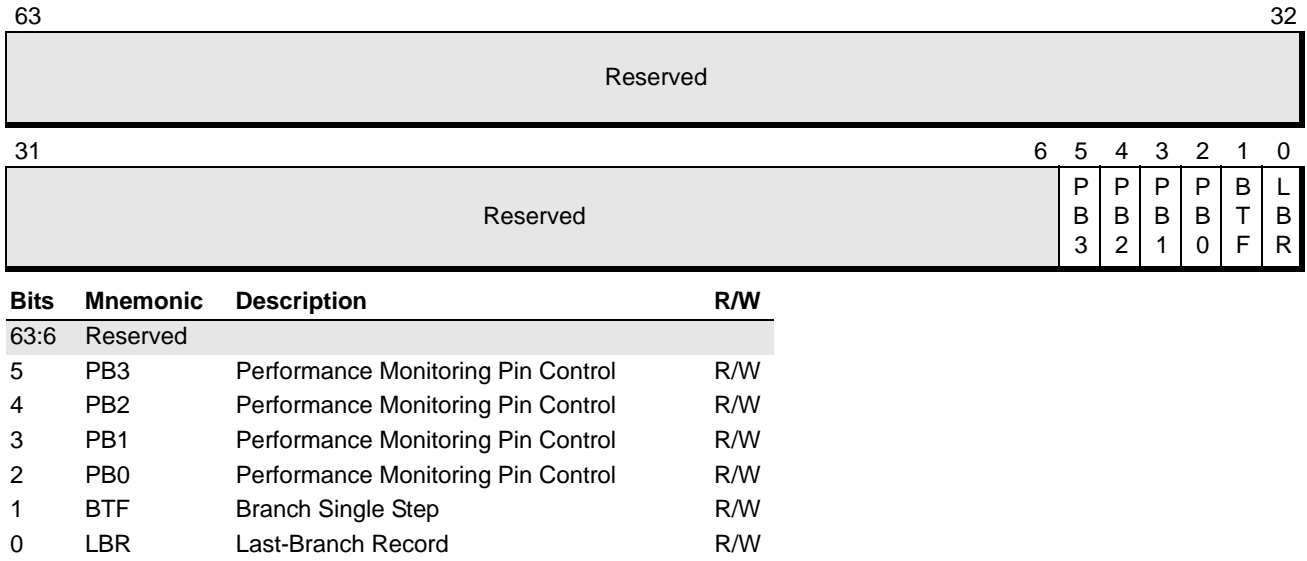 63 32
Reserved
31 6 5 4 3 2 1 0
Reserved
P P P P B L
B B B B T B
3 2 1 0 F R
Bits Mnemonic Description R/W
63:6 Reserved
5 PB3 Performance Monitoring Pin Control R/W
4 PB2 Performance Monitoring Pin Control R/W
3 PB1 Performance Monitoring Pin Control R/W
2 PB0 Performance Monitoring Pin Control R/W
1 BTF Branch Single Step R/W
0 LBR Last-Branch Record R/W